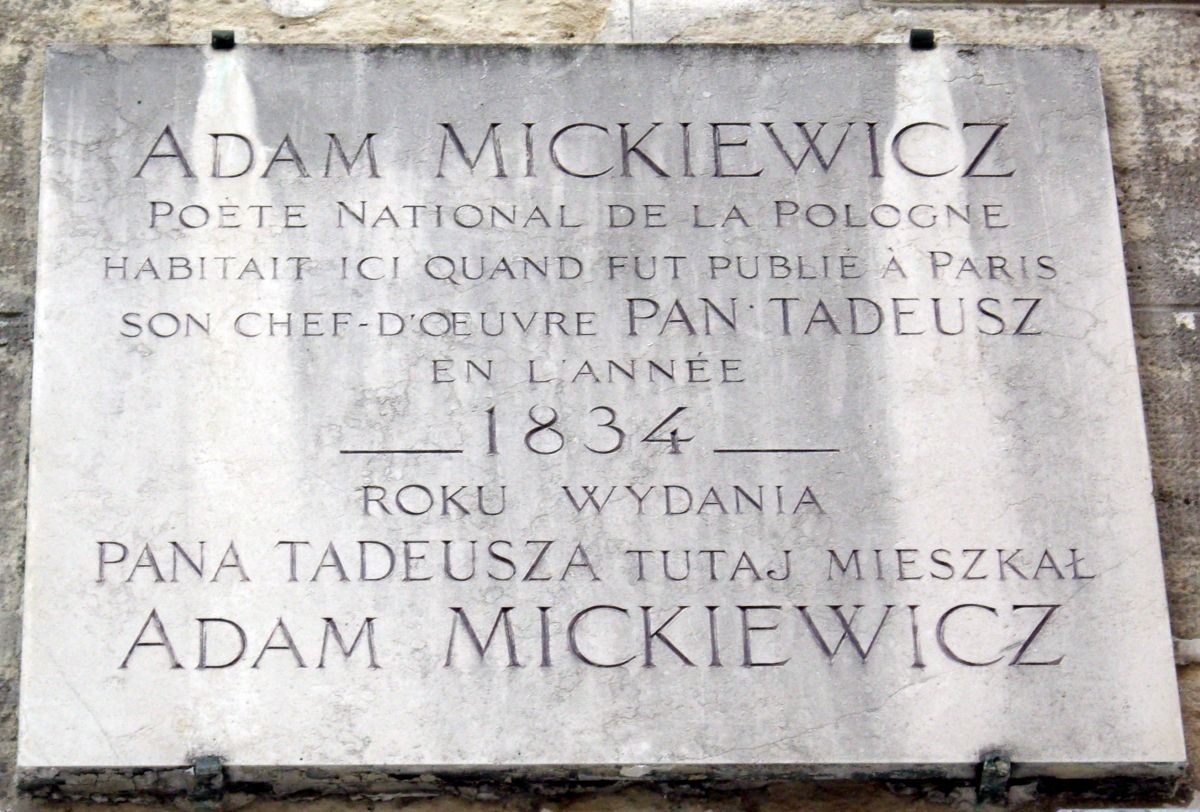 ADAM MICKIEWICZ
POÈTE NATIONAL DE LA POLOGNE
HABITAIT ICI QUAND FUT PUBLIÉ À PARIS
SON CHEF-D'ŒUVRE PAN TADEUSZ
EN L'ANNÉE
1834
ROKU WYDANIA
PANA TADEUSZA TUTAJ MIESZKAŁ
ADAM MICKIEWICZ